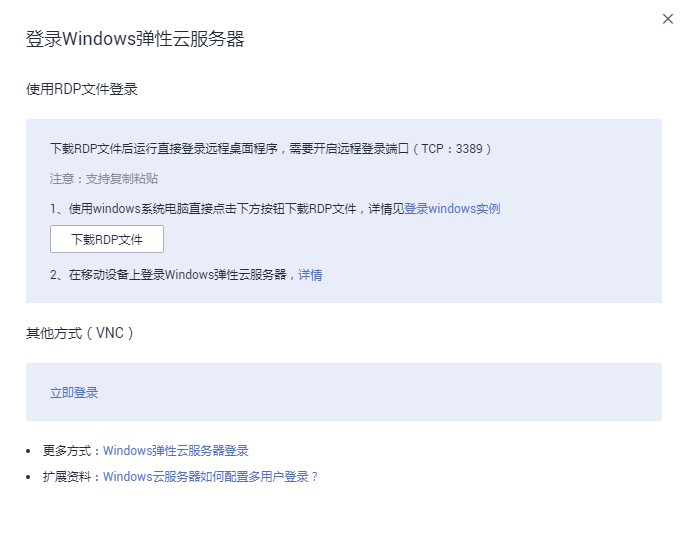 登录Windows弹性云服务器
使用RDP文件登录
下载RDP文件后运行直接登录远程桌面程序，需要开启远程登录端口（TCP：3389）
注意：支持复制粘贴
1、使用windows系统电脑直接点击下方按钮下载RDP文件，详情见登录windows实例
下载RDP文件
2、在移动设备上登录Windows弹性云服务器，详情
其他方式（VNC）
立即登录
• 更多方式：Windows弹性云服务器登录
• 扩展资料：Windows云服务器如何配置多用户登录？